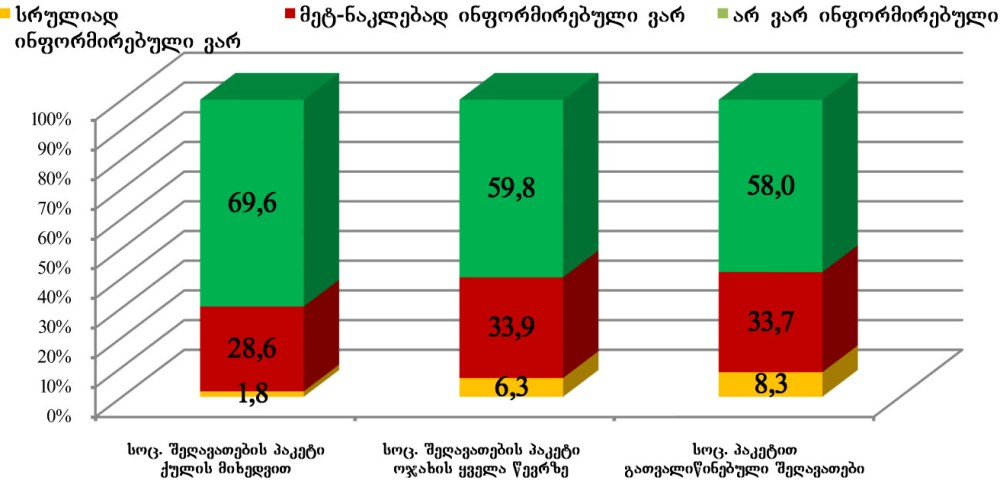 სრულიად
ინფორმირებული ვარ
მეტ-ნაკლებად ინფორმირებული ვარ
არ ვარ ინფორმირებული
100%
90%
80%
70%
60%
50%
40%
30%
20%
10%
0%
69,6
28,6
1,8
59,8
33,9
6,3
58,0
33,7
8,3
სოც. შეღავათების პაკეტი
ქულის მიხედვით
სოც. შეღავათების პაკეტი
ოჯახის ყველა წევრზე
სოც. პაკეტით
გათვალიწინებული შეღავათები